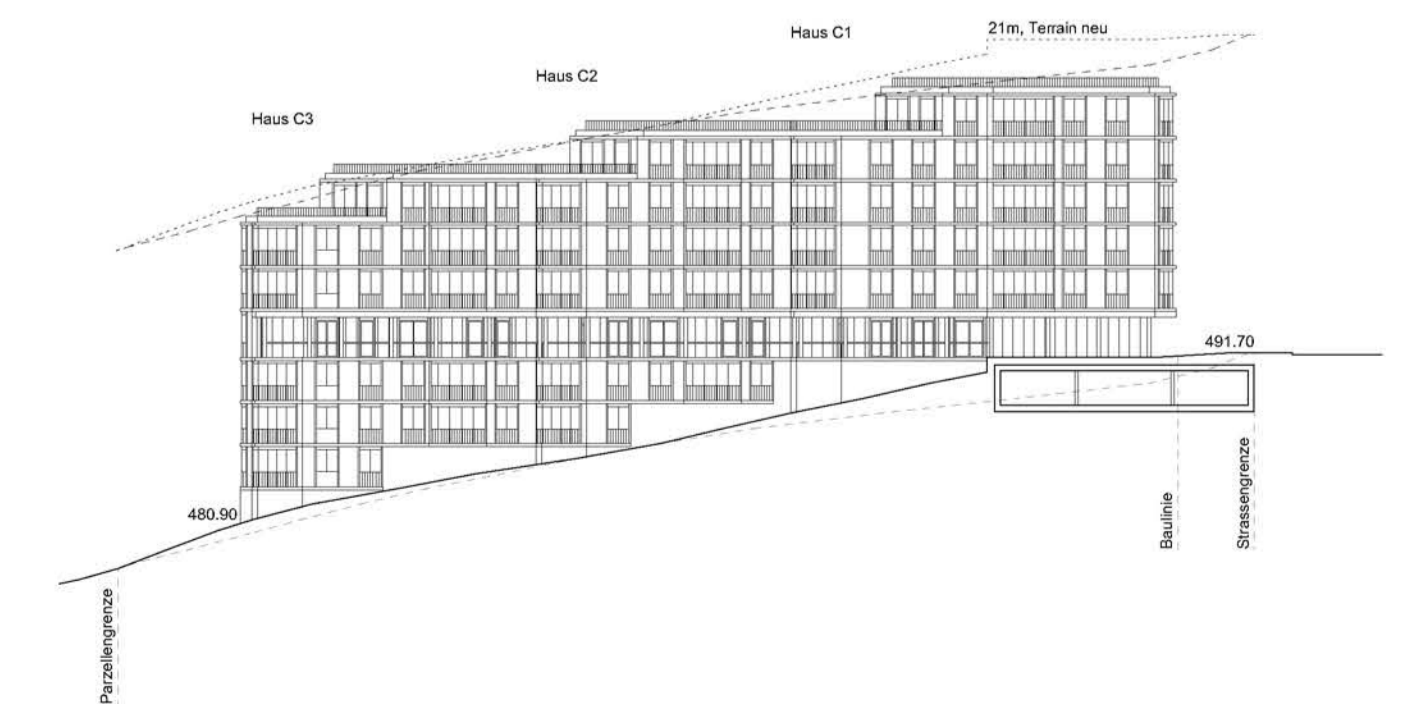 Haus C1
21m, Terrain neu
Haus C2
Haus C3
491.70
480.90
Baulinie
Strassengrenze
Parzellengrenze